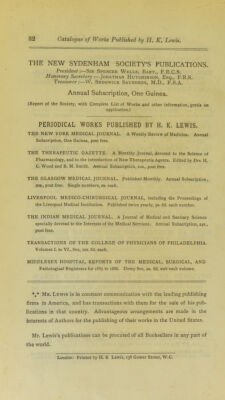 32 Catalogue of Works Published by H. K. Lewis.
THE NEW SYDENHAM SOCIETY'S PUBLICATIONS.
President :—Sir Spencer Wells, Bart., F.R.C.S.
Honorary Secretary :—Jonathan Hutchinson, Esq., F.R.S.
Treasurer :—W. Sedgwick Saunders, M.D., F.S.A.
Annual Subscription, One Guinea.
(Report of the Society, with Complete List of Works and other information, gratis on
application)
PERIODICAL WORKS PUBLISHED BY H. K. LEWIS.
THE NEW YORK MEDICAL JOURNAL. A Weekly Review of Medicine. Annual
Subscription, One Guinea, post free.
THE THERAPEUTIC GAZETTE. A Monthly Journal, devoted to the Science of
Pharmacology, and to the introduction of New Therapeutic Agents. Edited by Drs. H.
C. Wood and R. M. Smith. Annual Subscription, 10s., post free.
THE GLASGOW MEDICAL JOURNAL. Published Monthly. Annual Subscription,
20s., post free. Single numbers, 2s. each.
LIVERPOOL MEDICO-CHIRURGICAL JOURNAL, including the Proceedings of
the Liverpool Medical Institution. Published twice yearly, 3s. 6d. each number.
THE INDIAN MEDICAL JOURNAL. A Journal of Medical and Sanitary Science
specially devoted to the Interests of the Medical Services. Annual Subscription,
post free.
TRANSACTIONS OF THE COLLEGE OF PHYSICIANS OF PHILADELPHIA.
Volumes I. to VI., 8vo, 10s. 6d. each.
MIDDLESEX HOSPITAL, REPORTS OF THE MEDICAL, SURGICAL, AND
Pathological Registrars for 1883 to 1888. Demy 8vo, 2s. 6d. nett each volume.
*** Mr. Lewis is in constant communication with the leading publishing
firms in America, and has transactions with them for the sale of his pub-
lications in that country. Advantageous arrangements are made in the
interests of Authors for the publishing of their works in the United States.
Mr. Lewis's publications can be procured of all Booksellers in any part of
the world.
London: Printed by H. K. Lewis, 136 Gower Street, W.C.